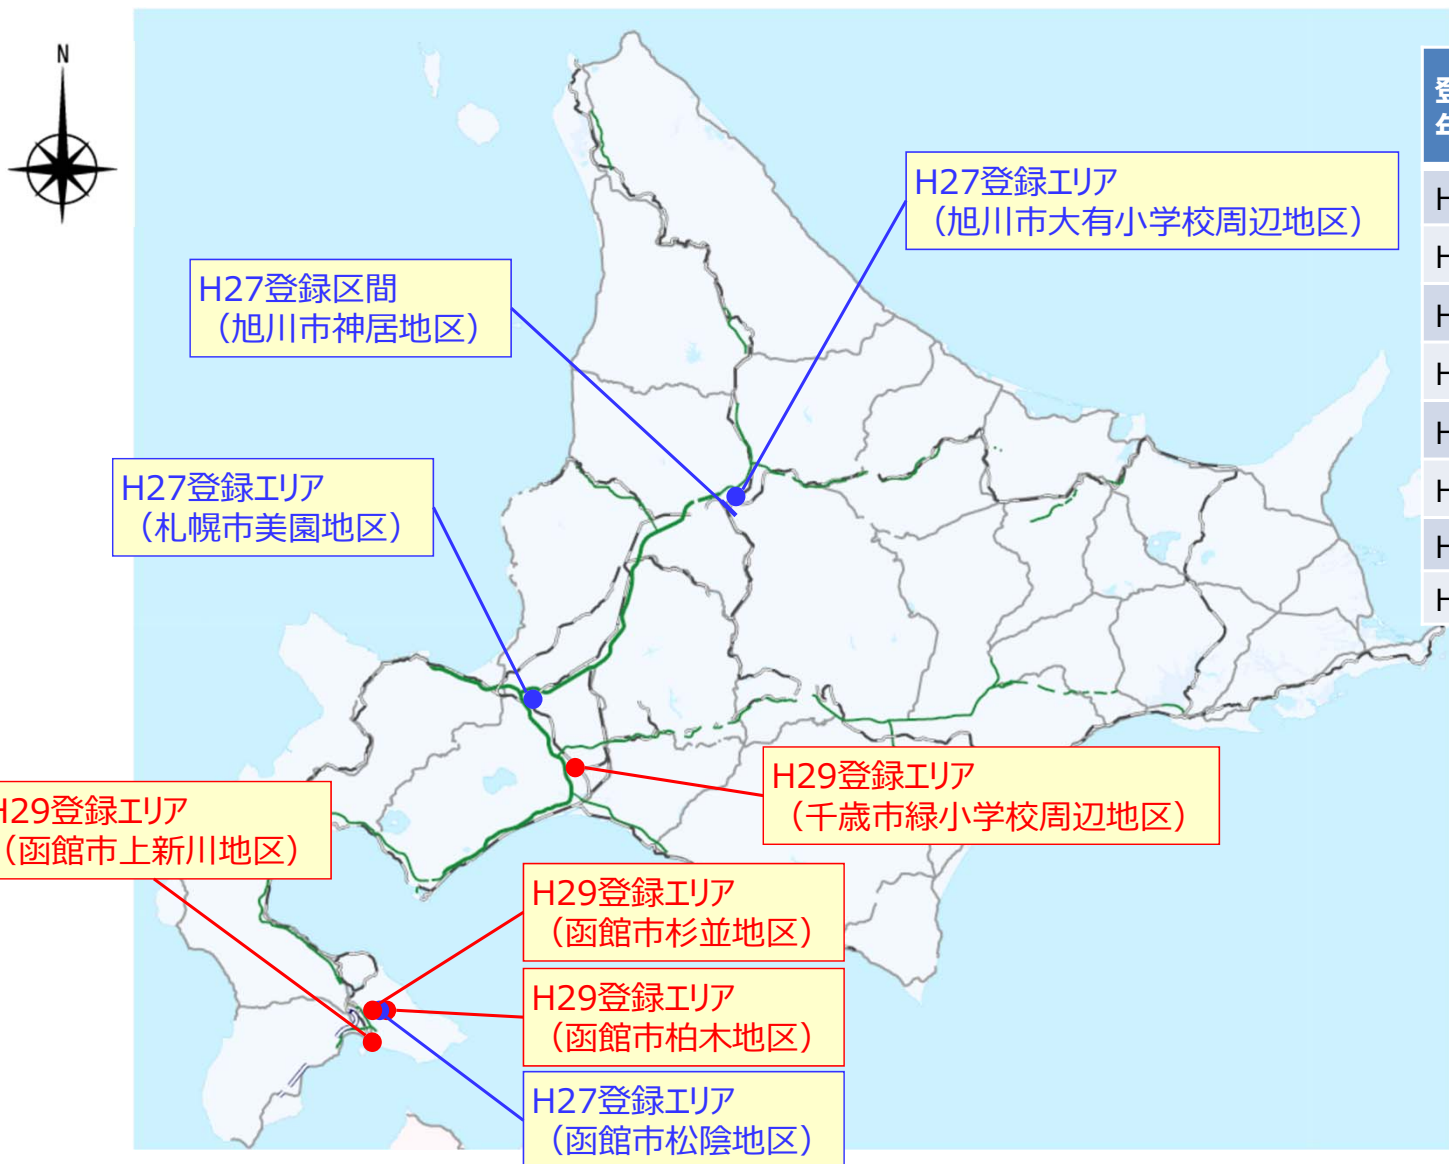 N
登
年
H27登録エリア
（旭川市大有小学校周辺地区）
H
H
H27登録区間
（旭川市神居地区）
H
H
H
H27登録エリア
（札幌市美園地区）
H
H
H
H29登録エリア
（千歳市緑小学校周辺地区）
H29登録エリア
（函館市上新川地区）
H29登録エリア
（函館市杉並地区）
H29登録エリア
（函館市柏木地区）
H27登録エリア
（函館市松陰地区）